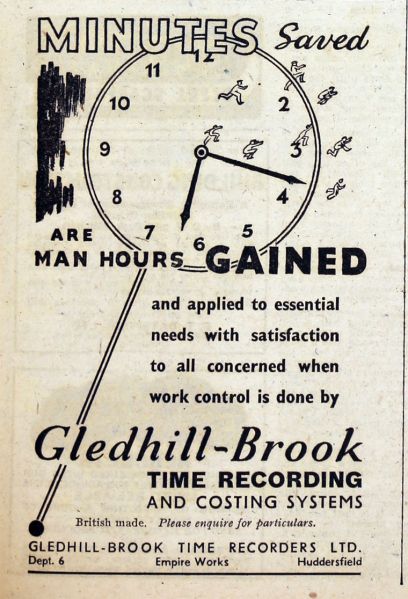 MINUTES Saved
12
11
10
9
8
7
6
5
4
3
2
ARE
MAN HOURS GAINED
and applied to essential
needs with satisfaction
to all concerned when
work control is done by
Gledhill-Brook
TIME RECORDING
AND COSTING SYSTEMS
British made. Please enquire for particulars.
GLEDHILL-BROOK TIME RECORDERS LTD.
Dept. 6 Empire Works Huddersfield